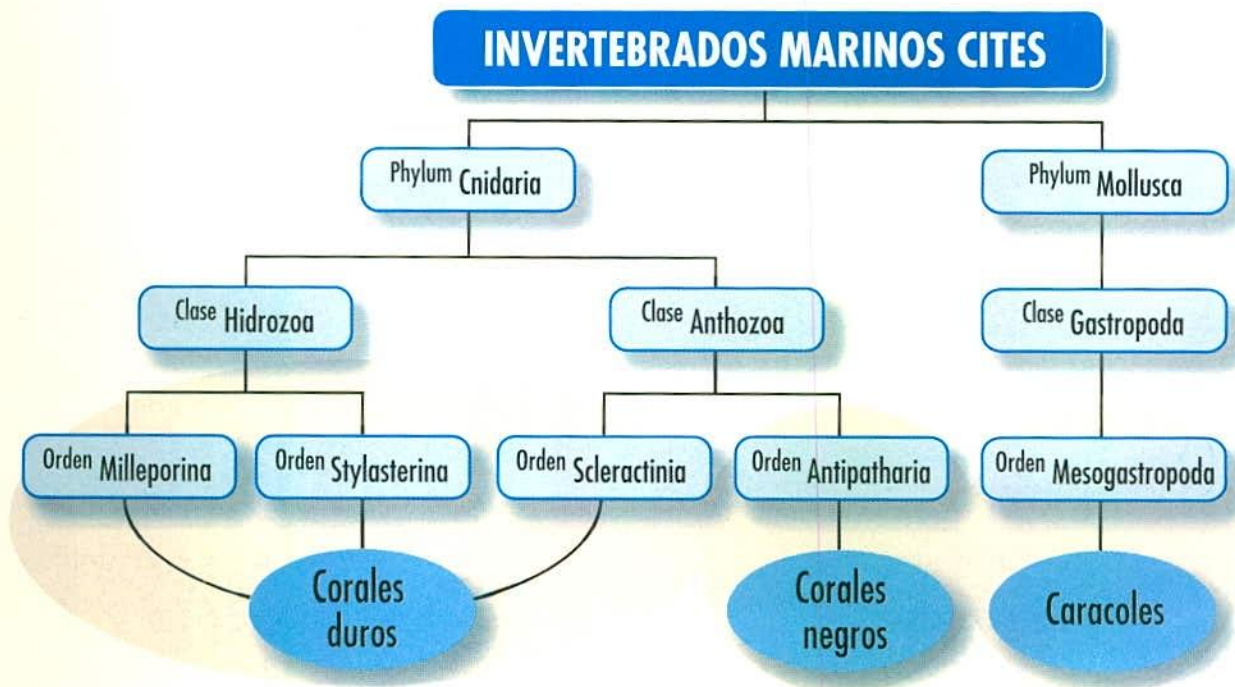 INVERTEBRADOS MARINOS CITES
Phylum Cnidaria
Phylum Mollusca
Clase Hidrozoa
Clase Anthozoa
Clase Gastropoda
Orden Milleporina
Orden Stylasterina
Orden Scleractinia
Orden Antipatharia
Orden Mesogastropoda
Corales
duros
Corales
negros
Caracoles